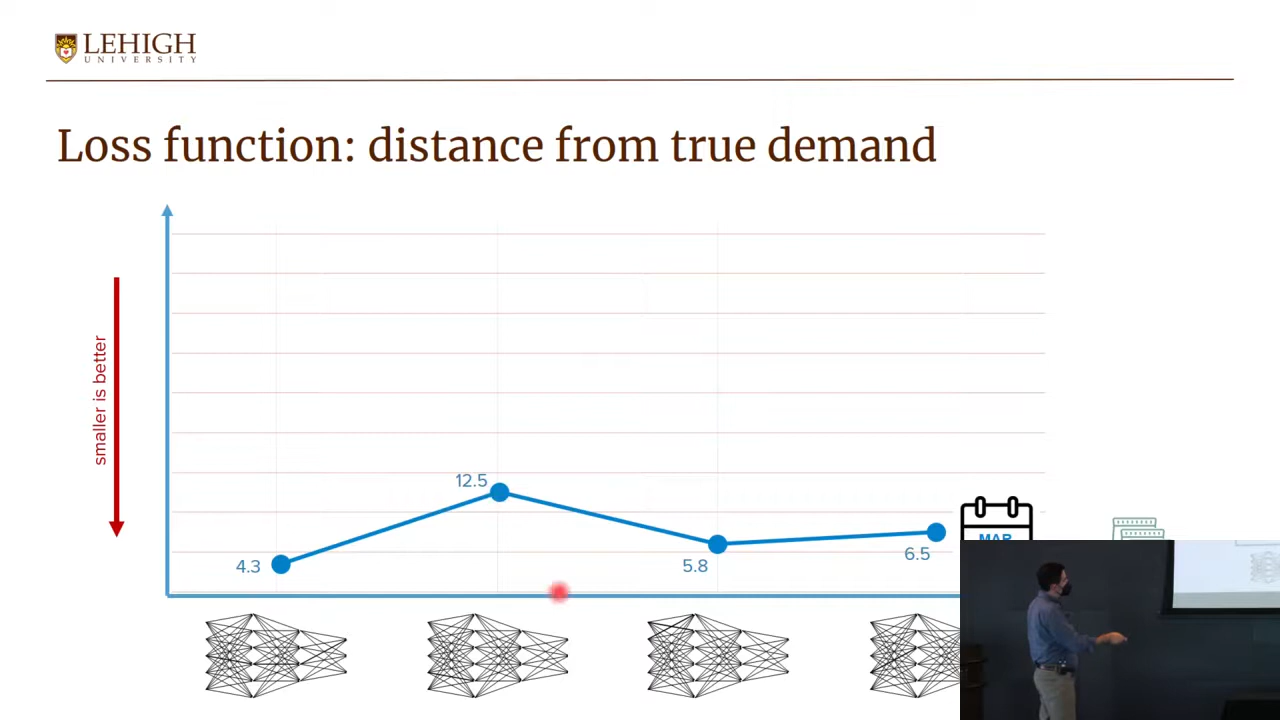 LEHIGH
UNIVERSITY
Loss function: distance from true demand
smaller is better
4.3
12.5
5.8
6.5
MAR